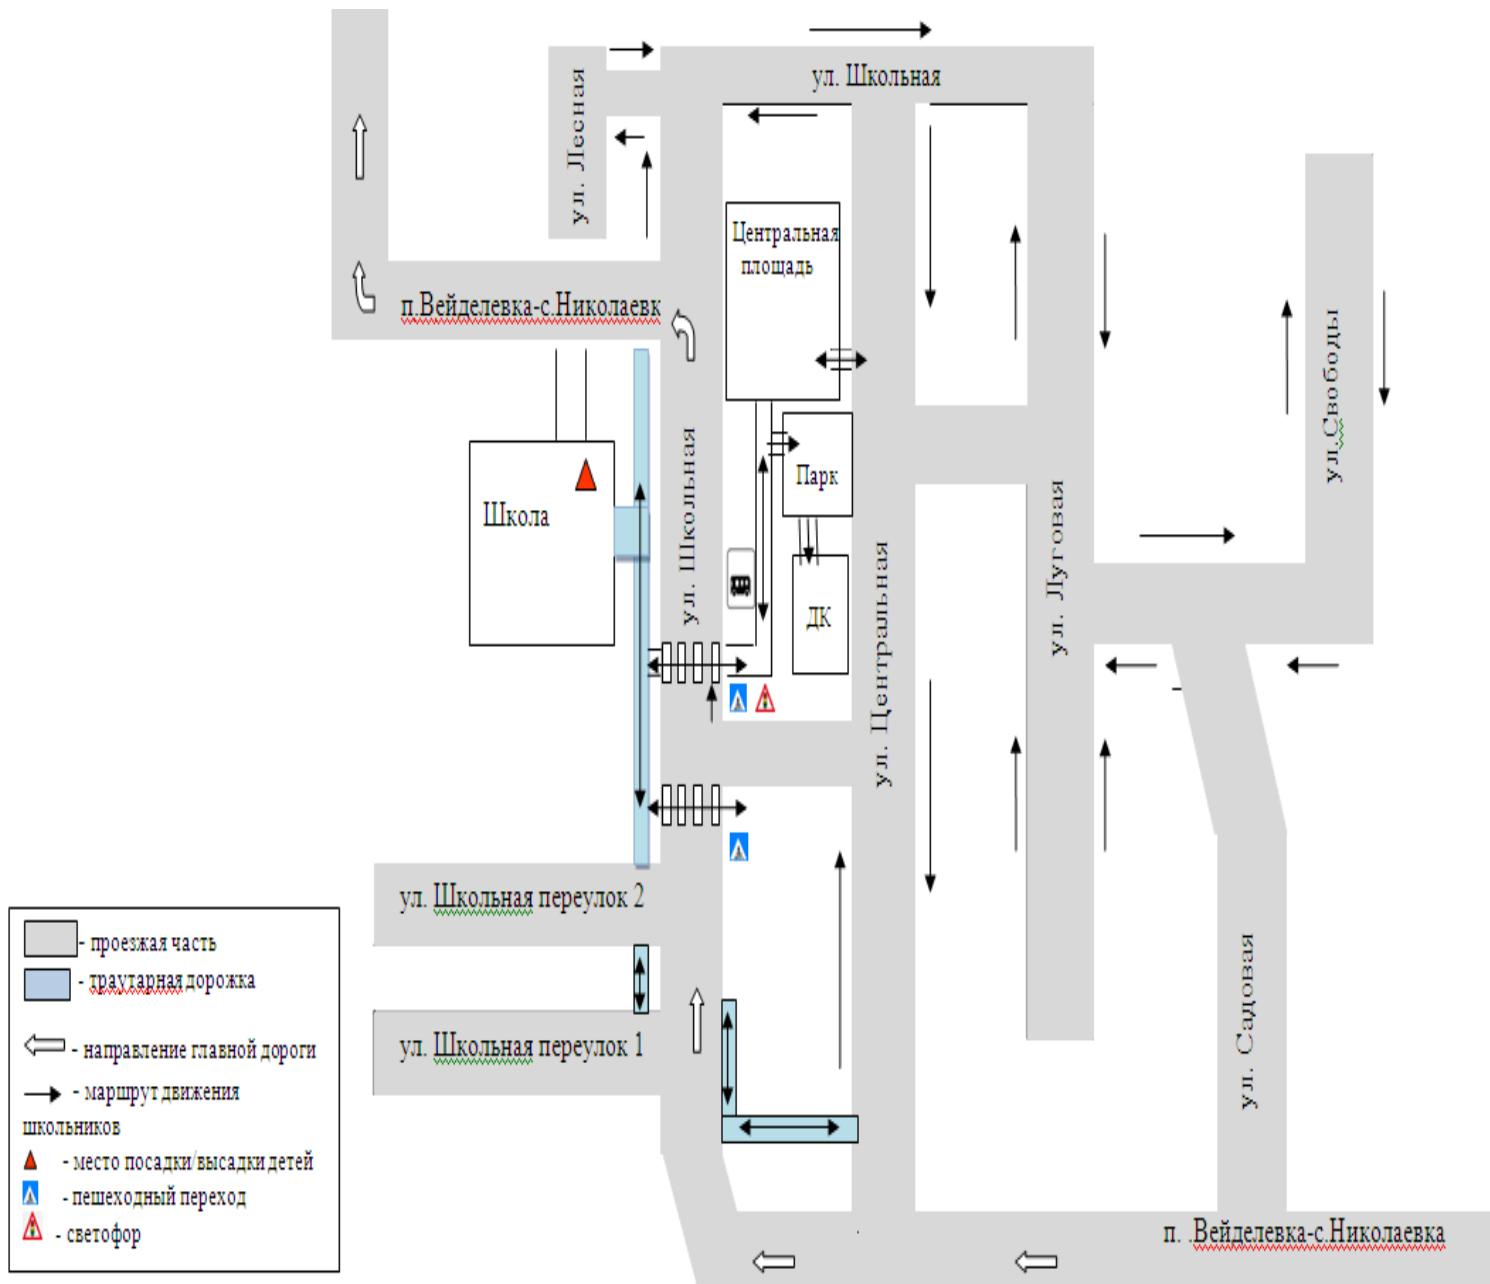 ул. Школьная
ул. Лесная
Центральная
площадь
п.Вейделевка-с.Николаевк
ул.Свободы
ул. Школьная
Парк
Школа
ул. Луговая
ул. Центральная
ДК
ул. Школьная переулок 2
- проезжая часть
- траутарная дорожка
ул. Садовая
ул. Школьная переулок 1
- направление главной дороги
- маршрут движения
школьников
- место посадки/высадки детей
- пешеходный переход
- светофор
п. .Вейделевка-с.Николаевка